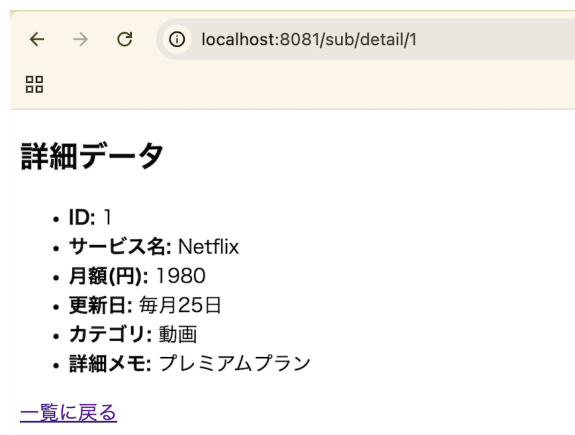 localhost:8081/sub/detail/1
詳細データ
• ID: 1
• サービス名: Netflix
• 月額(円): 1980
• 更新日: 毎月25日
• カテゴリ: 動画
• 詳細メモ: プレミアムプラン
一覧に戻る